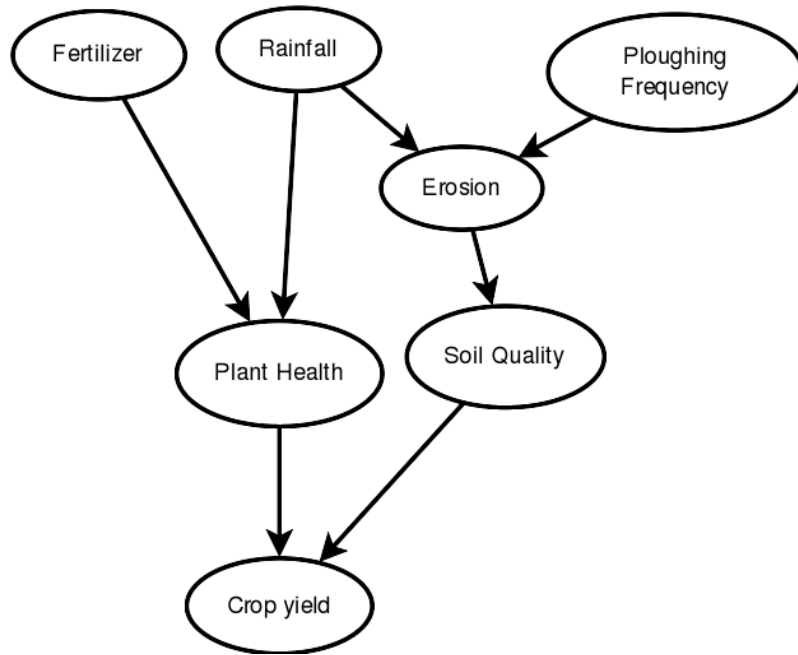 Fertilizer
Rainfall
Ploughing
Frequency
Erosion
Plant Health
Soil Quality
Crop yield